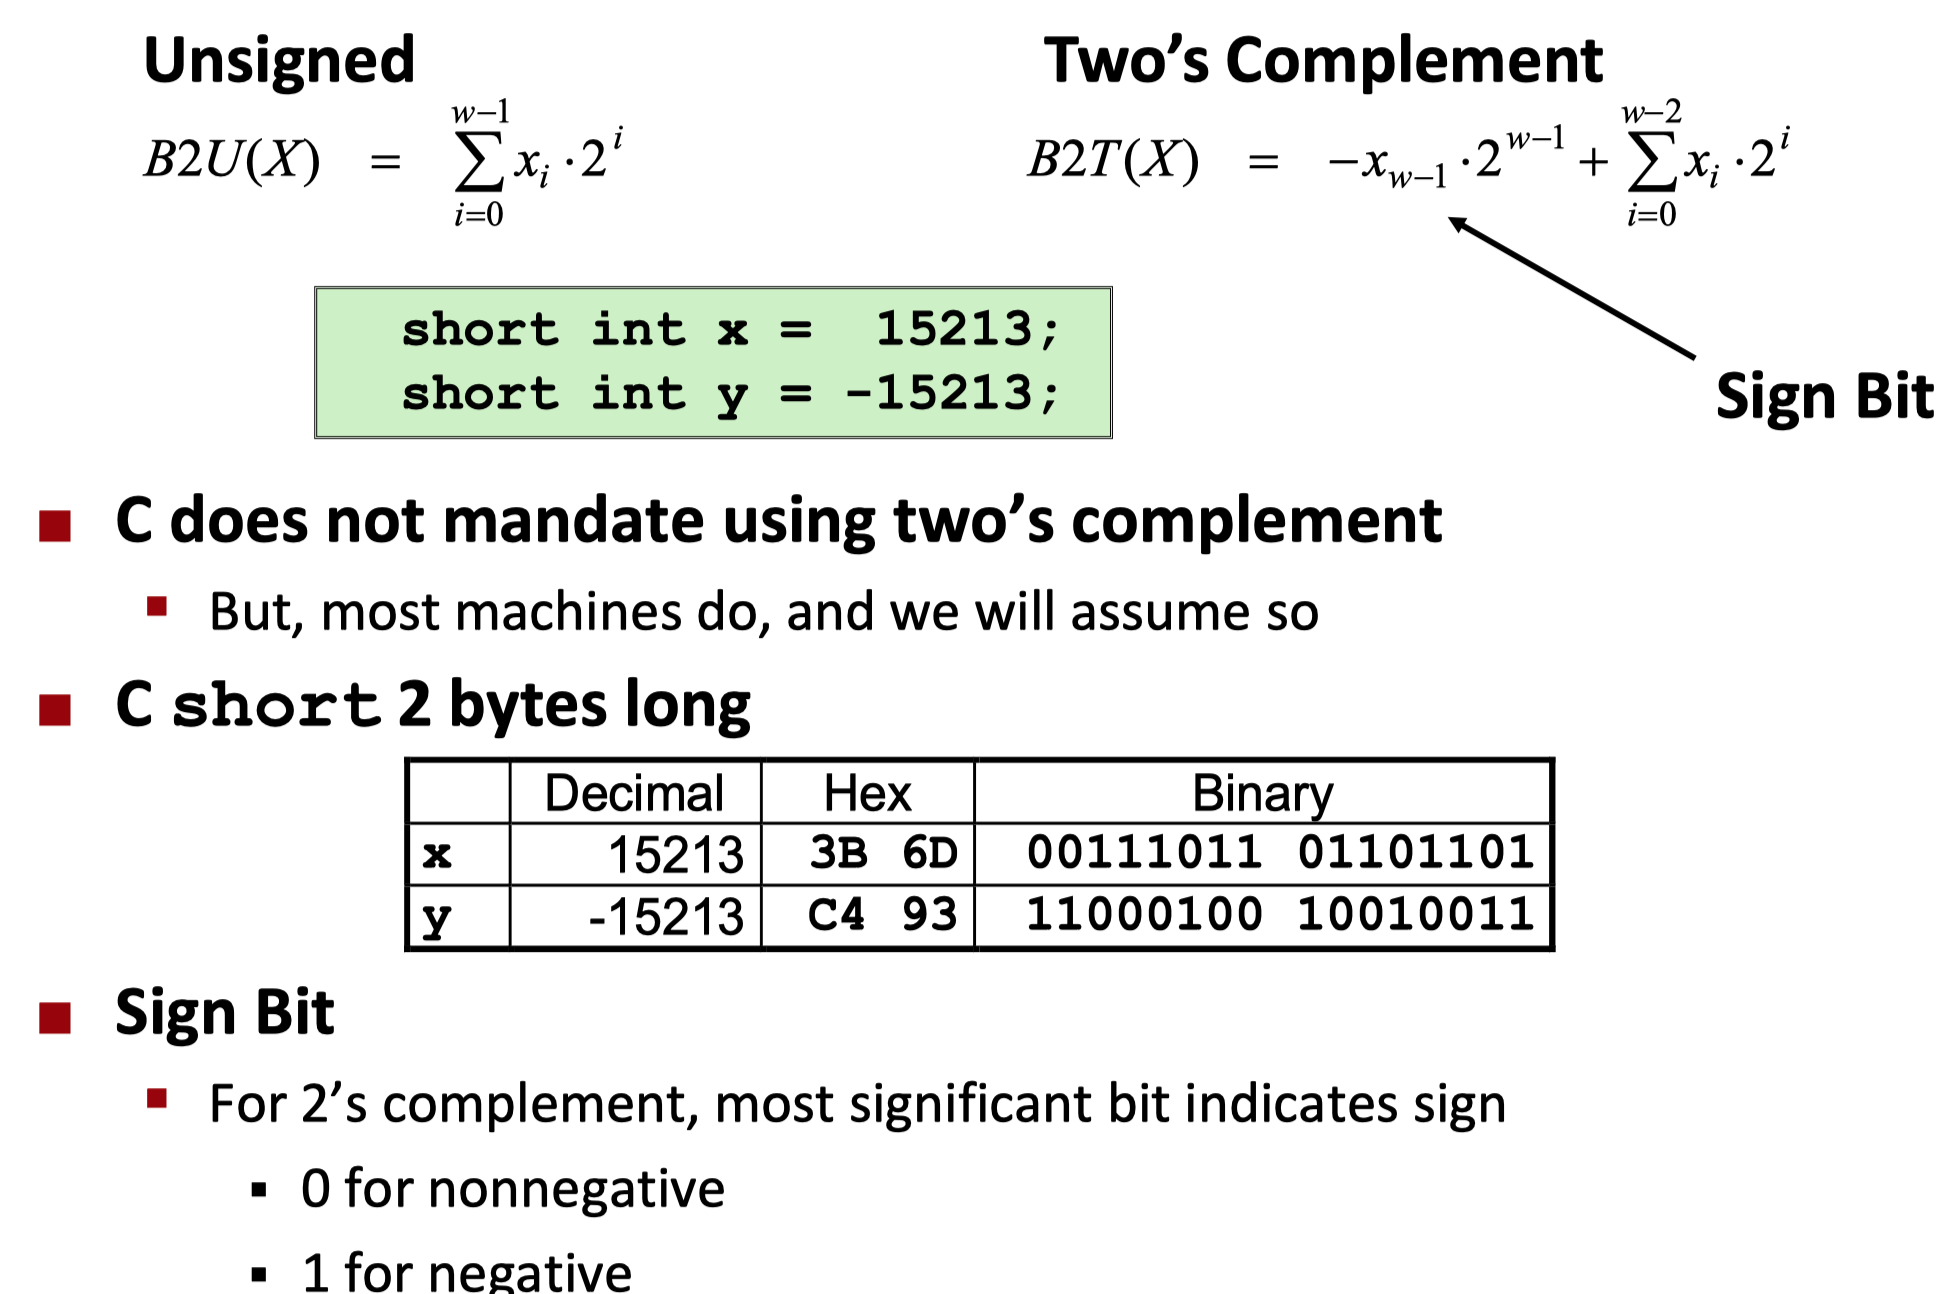 Unsigned
Two's Complement
B2U(X) = \sum_{i=0}^{w-1} x_i \cdot 2^i
B2T(X) = -x_{w-1} \cdot 2^{w-1} + \sum_{i=0}^{w-2} x_i \cdot 2^i
short int x =  15213;
short int y = -15213;
Sign Bit
C does not mandate using two's complement
But, most machines do, and we will assume so
C short 2 bytes long
Decimal Hex Binary
x 15213 3B 6D 00111011 01101101
y -15213 C4 93 11000100 10010011
Sign Bit
For 2's complement, most significant bit indicates sign
0 for nonnegative
1 for negative